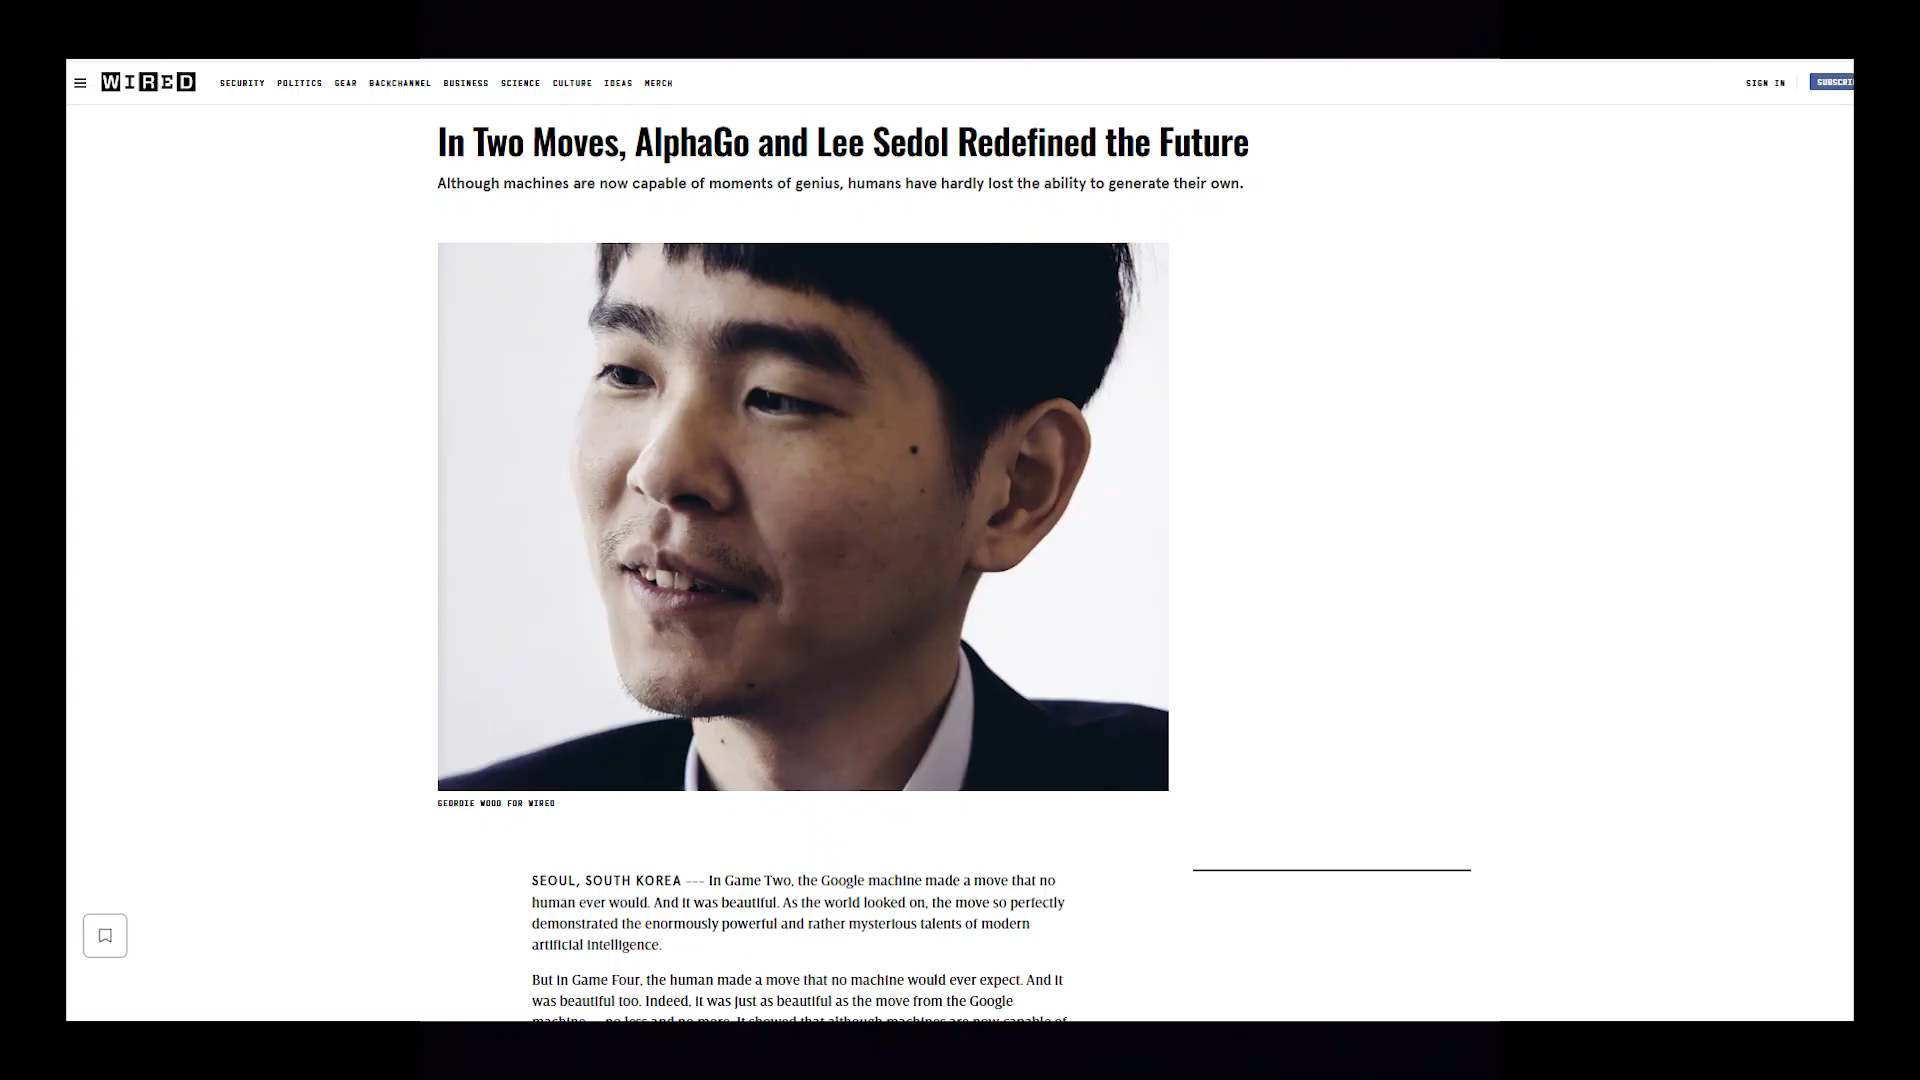 WIRED SECURITY POLITICS GEAR BACKCHANNEL BUSINESS SCIENCE CULTURE IDEAS MERCH SIGN IN SUBSCRI
In Two Moves, AlphaGo and Lee Sedol Redefined the Future
Although machines are now capable of moments of genius, humans have hardly lost the ability to generate their own.
GEORDIE WOOD FOR WIRED
SEOUL, SOUTH KOREA --- In Game Two, the Google machine made a move that no
human ever would. And it was beautiful. As the world looked on, the move so perfectly
demonstrated the enormously powerful and rather mysterious talents of modern
artificial intelligence.
But in Game Four, the human made a move that no machine would ever expect. And it
was beautiful too. Indeed, it was just as beautiful as the move from the Google
machine—no less and no more. It showed that although machines are now capable of